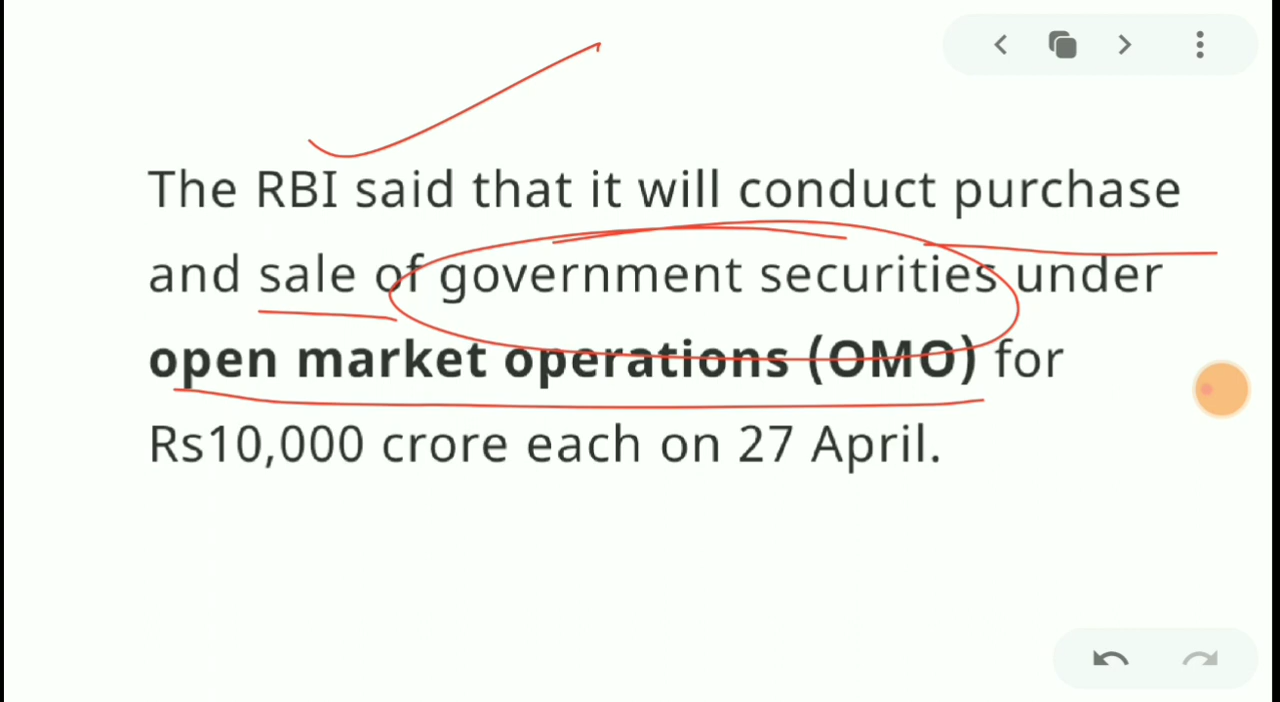 The RBI said that it will conduct purchase
and sale of government securities under
open market operations (OMO) for
Rs10,000 crore each on 27 April.